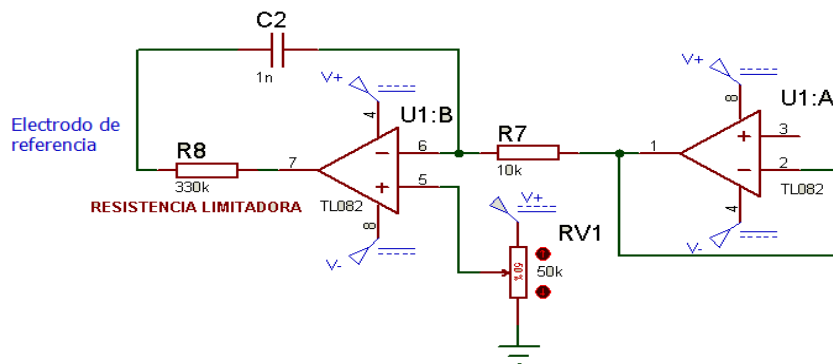 C2
1n
V+
U1:B
4
Electrodo de
referencia
R8
330k
7
6
5
TL082
RESISTENCIA LIMITADORA
8
V-
R7
10k
V+
RV1
50%
50k
V+
8
U1:A
1
3
2
TL082
4
V-